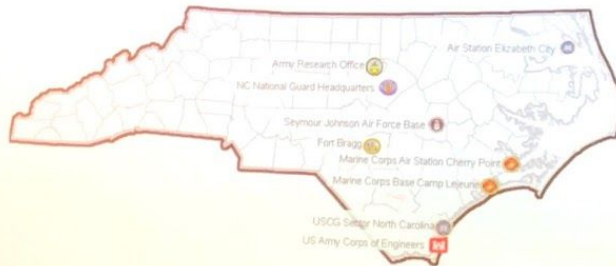 Air Station Elizabeth City
Army Research Office
NC National Guard Headquarters
Seymour Johnson Air Force Base
Fort Bragg
Marine Corps Air Station Cherry Point
Marine Corps Base Camp Lejeune
USCG Sector North Carolina
US Army Corps of Engineers